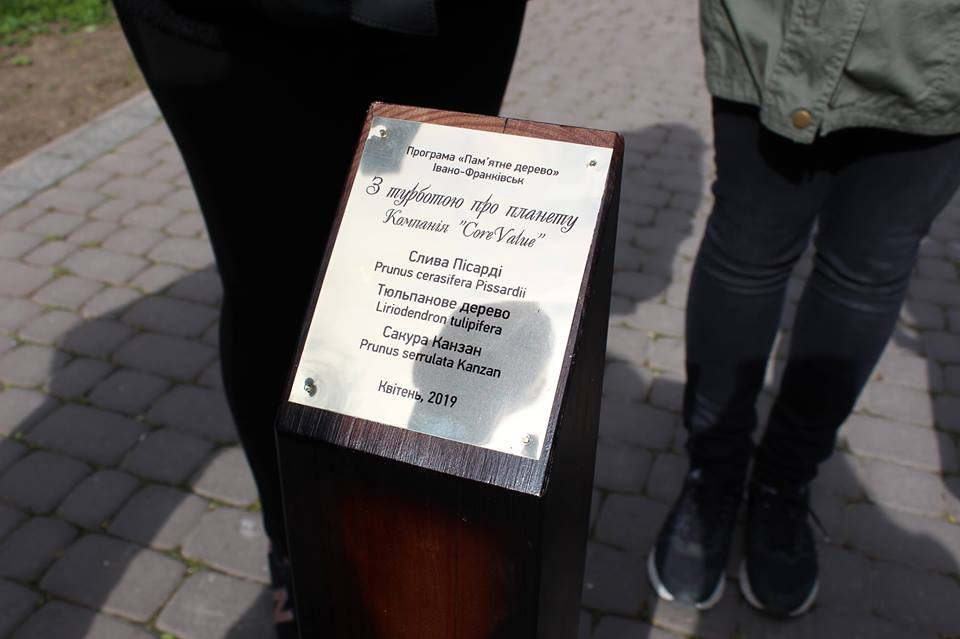 Програма «Пам'ятне дерево»
Івано-Франківськ
З турботою про планету
Компанія "CoreValue"
Слива Пісарді
Prunus cerasifera Pissardii
Тюльпанове дерево
Liriodendron tulipifera
Сакура Канзан
Prunus serrulata Kanzan
Квітень, 2019